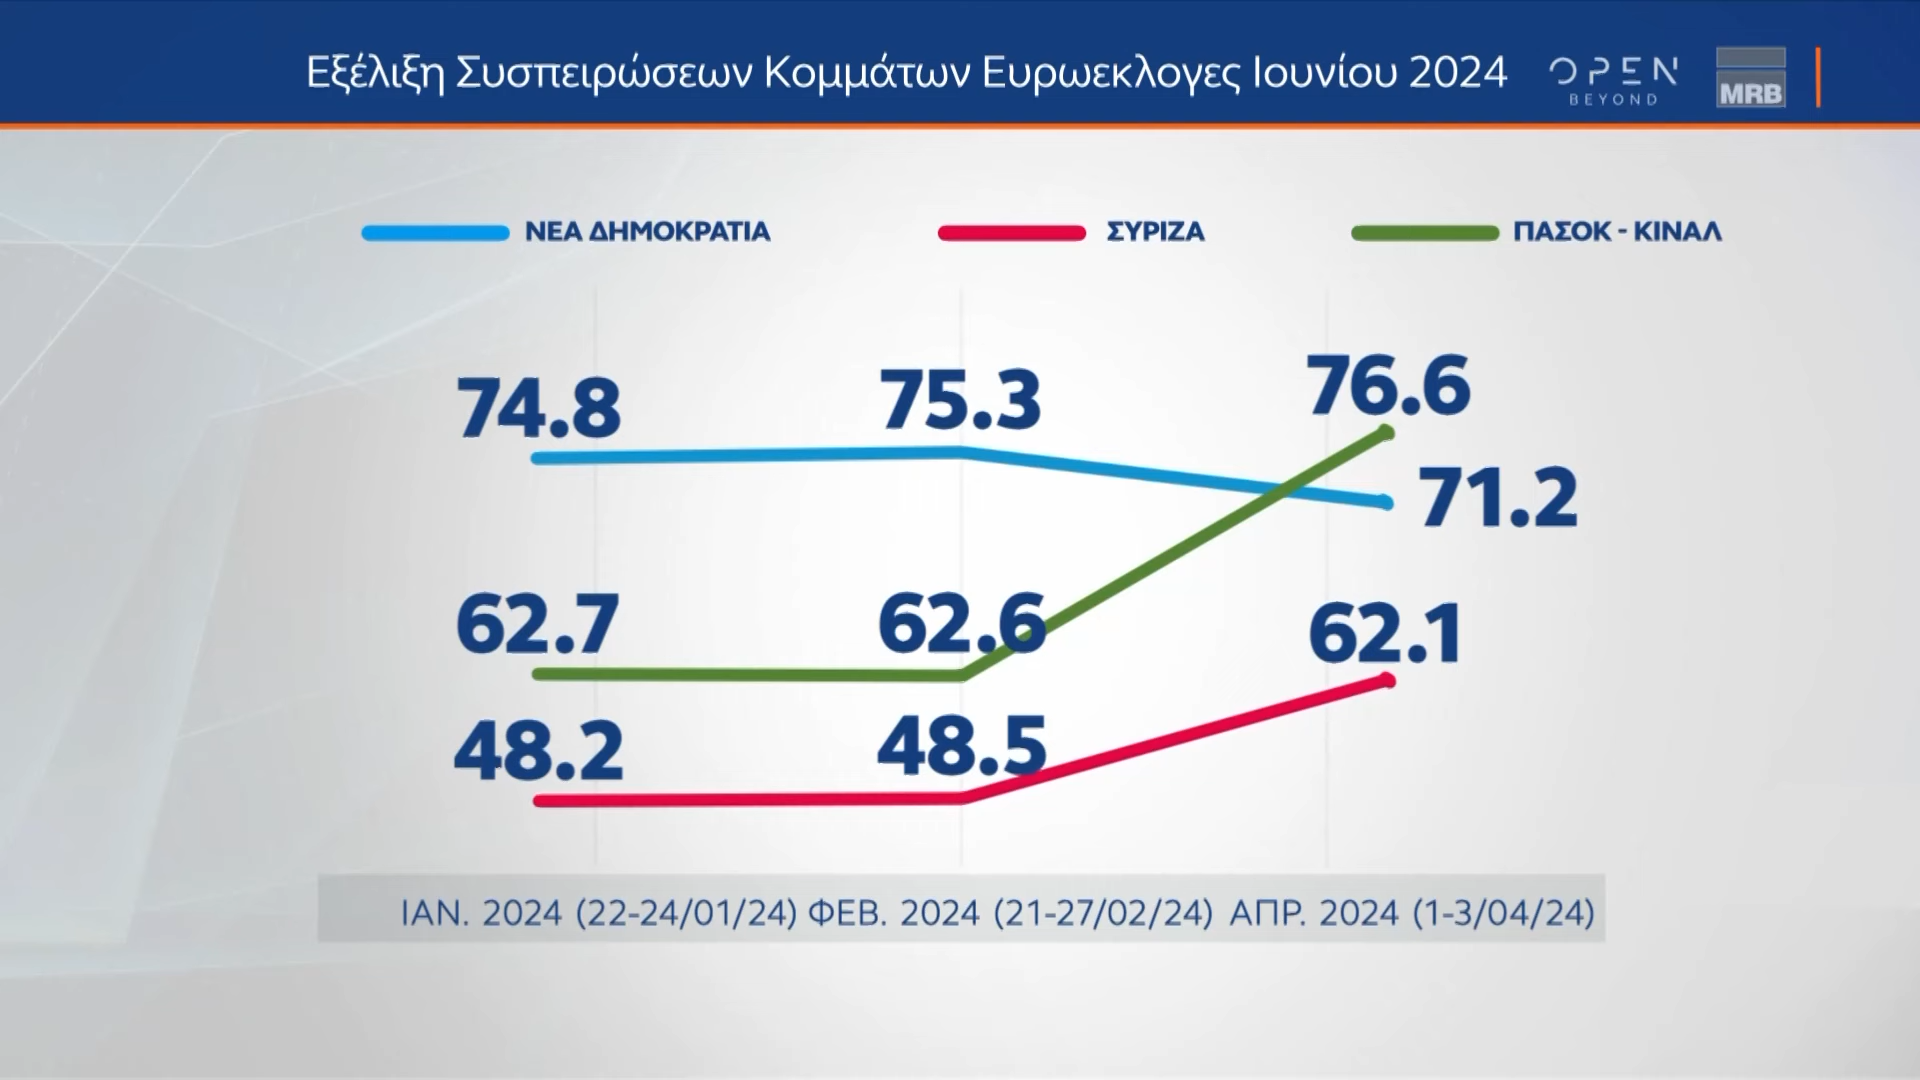 Εξέλιξη Συσπειρώσεων Κομμάτων Ευρωεκλογες Ιουνίου 2024
OPEN
BEYOND
MRB
ΝΕΑ ΔΗΜΟΚΡΑΤΙΑ
ΣΥΡΙΖΑ
ΠΑΣΟΚ - ΚΙΝΑΛ
74.8
75.3
76.6
71.2
62.7
62.6
62.1
48.2
48.5
ΙΑΝ. 2024 (22-24/01/24) ΦΕΒ. 2024 (21-27/02/24) ΑΠΡ. 2024 (1-3/04/24)